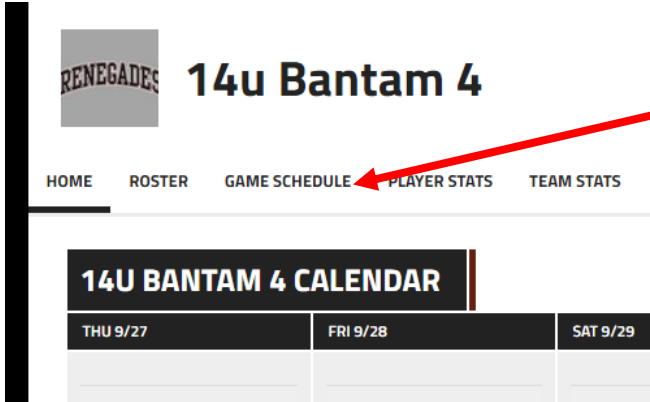 RENEGADES
14u Bantam 4
HOME ROSTER GAME SCHEDULE PLAYER STATS TEAM STATS
14U BANTAM 4 CALENDAR
THU 9/27 FRI 9/28 SAT 9/29